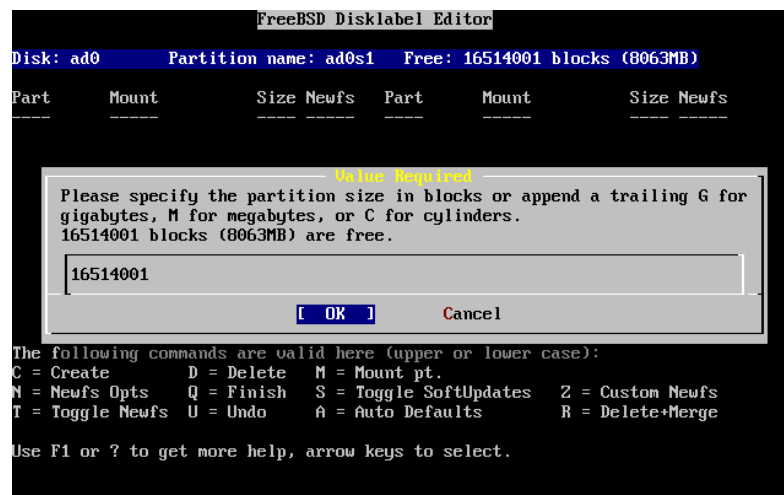 FreeBSD Disklabel Editor
Disk: ad0 Partition name: ad0s1 Free: 16514001 blocks (8063MB)
Part Mount Size Newfs Part Mount Size Newfs
---- ----- ---- ----- ---- ----- ---- -----
Value Required
Please specify the partition size in blocks or append a trailing G for
gigabytes, M for megabytes, or C for cylinders.
16514001 blocks (8063MB) are free.
16514001
[ OK ] Cancel
The following commands are valid here (upper or lower case):
C = Create D = Delete M = Mount pt.
N = Newfs Opts Q = Finish S = Toggle SoftUpdates Z = Custom Newfs
T = Toggle Newfs U = Undo A = Auto Defaults R = Delete+Merge
Use F1 or ? to get more help, arrow keys to select.